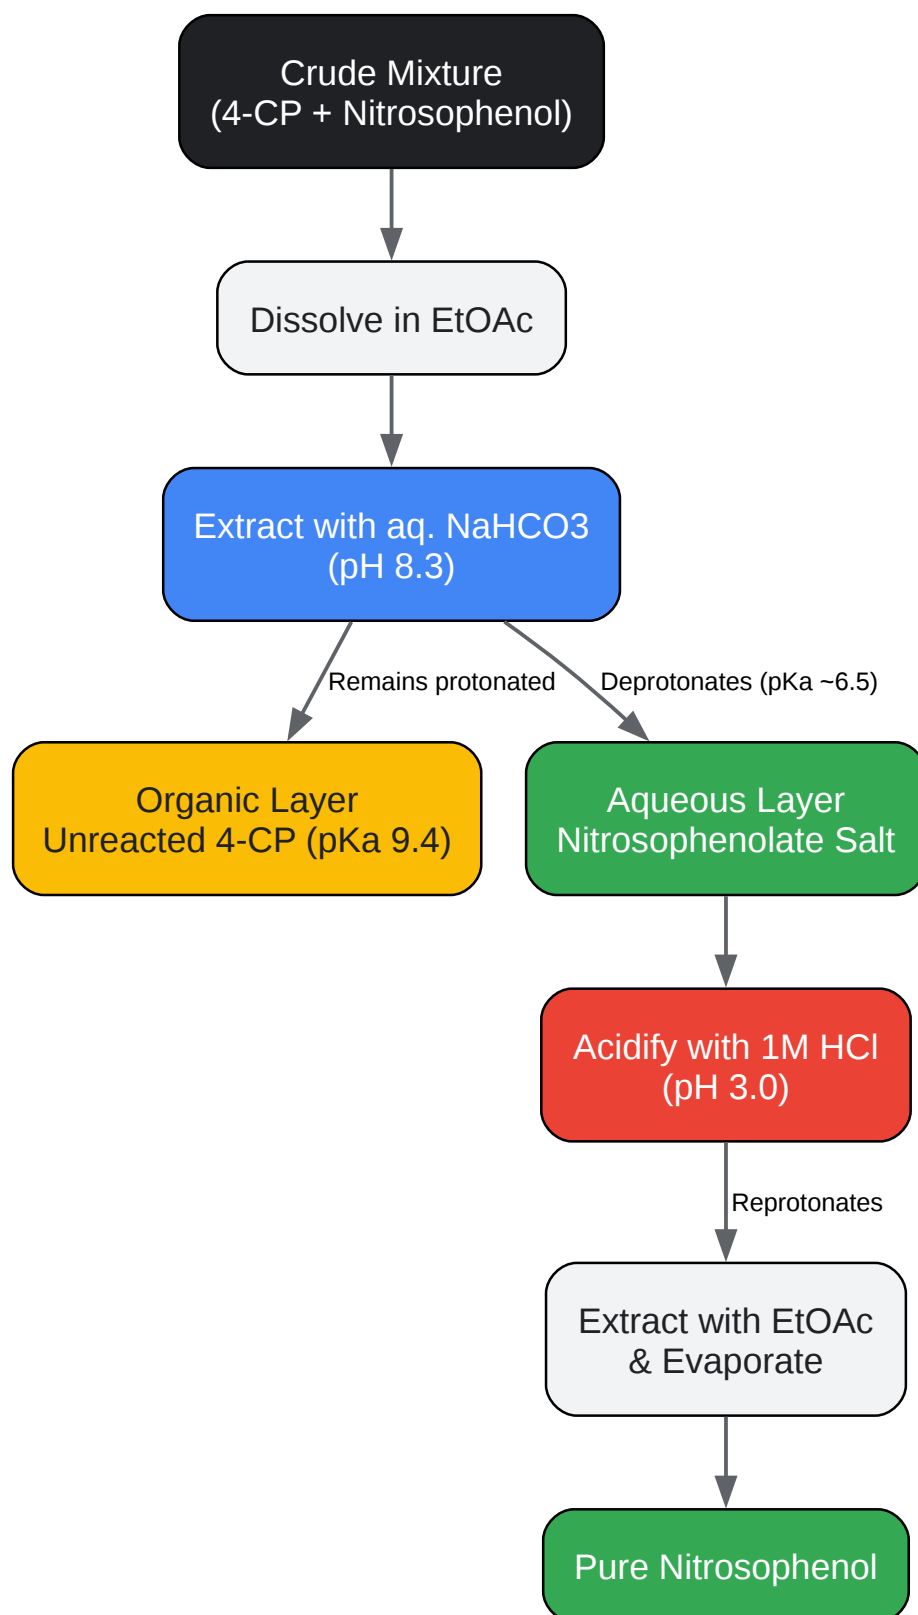 Crude Mixture
(4-CP + Nitrosophenol)
Dissolve in EtOAc
Extract with aq. NaHCO3
(pH 8.3)
Remains protonated
Deprotonates (pKa ~6.5)
Organic Layer
Unreacted 4-CP (pKa 9.4)
Aqueous Layer
Nitrosophenolate Salt
Acidify with 1M HCl
(pH 3.0)
Reprotonates
Extract with EtOAc
& Evaporate
Pure Nitrosophenol